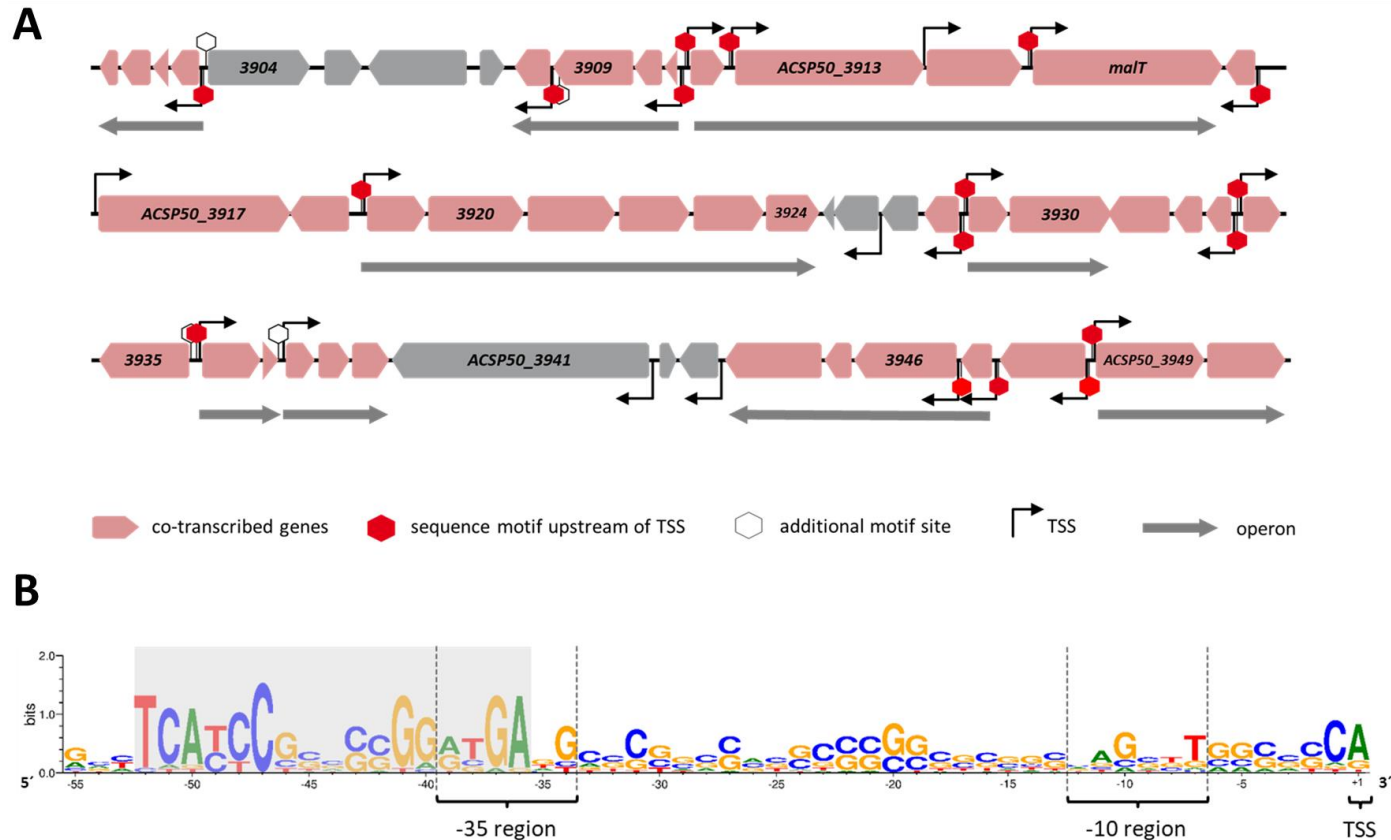 A
3904 3909 ACSP50_3913 malT
ACSP50_3917 3920 3924 3930
3935 ACSP50_3941 3946 ACSP50_3949
co-transcribed genes sequence motif upstream of TSS additional motif site TSS operon
B
2.0
bits
1.0
0.0
5´ -55 -50 -45 -40 -35 -30 -25 -20 -15 -10 -5 +1 3´
-35 region -10 region TSS